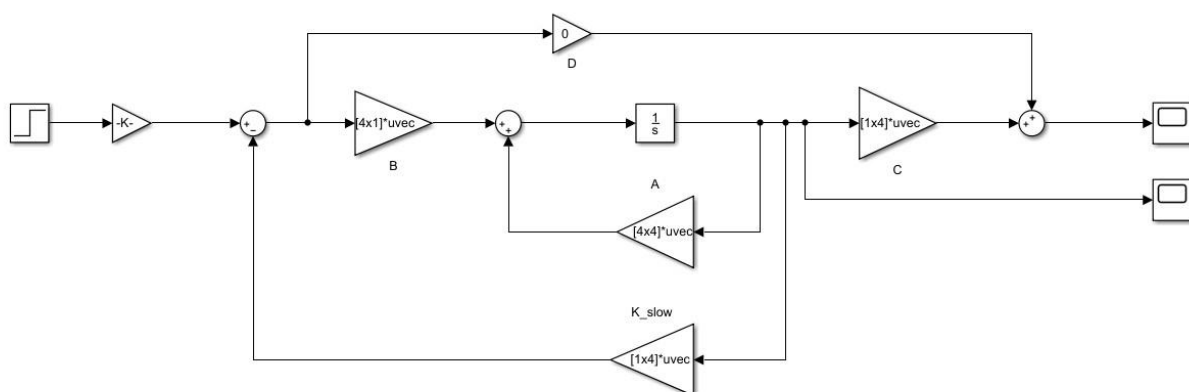 0
D
-K-
+
−
[4x1]*uvec
B
+
+
1
s
[1x4]*uvec
C
+
+
A
[4x4]*uvec
K_slow
[1x4]*uvec